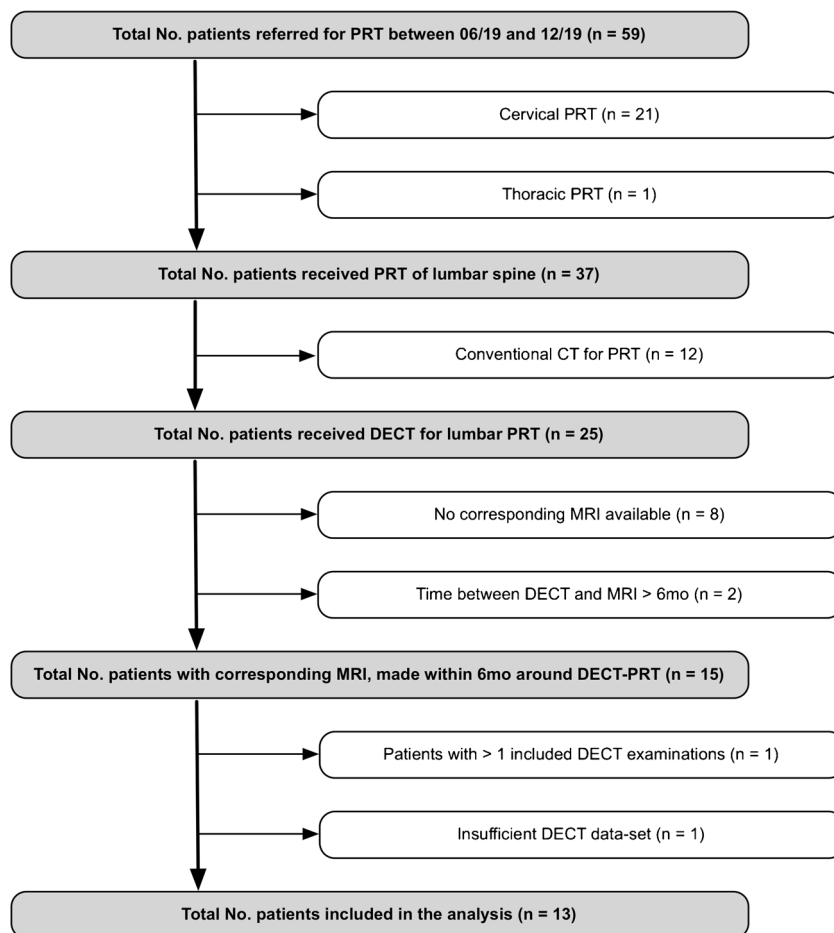 Total No. patients referred for PRT between 06/19 and 12/19 (n = 59)
Cervical PRT (n = 21)
Thoracic PRT (n = 1)
Total No. patients received PRT of lumbar spine (n = 37)
Conventional CT for PRT (n = 12)
Total No. patients received DECT for lumbar PRT (n = 25)
No corresponding MRI available (n = 8)
Time between DECT and MRI > 6mo (n = 2)
Total No. patients with corresponding MRI, made within 6mo around DECT-PRT (n = 15)
Patients with > 1 included DECT examinations (n = 1)
Insufficient DECT data-set (n = 1)
Total No. patients included in the analysis (n = 13)